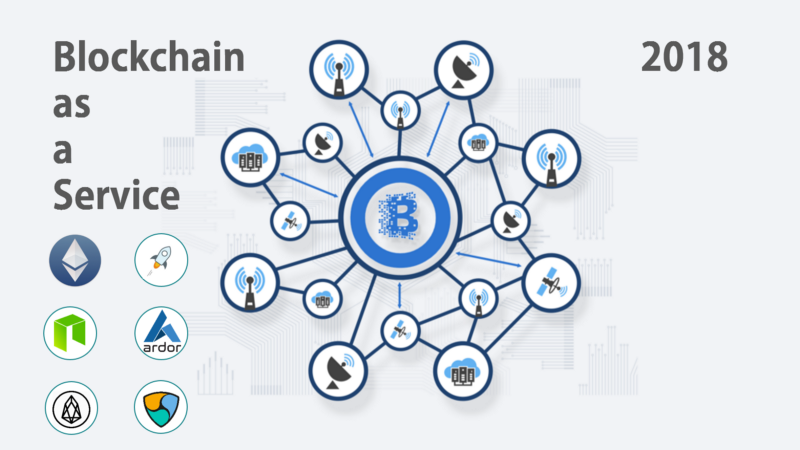 Blockchain
as
a
Service
2018
ardor
B